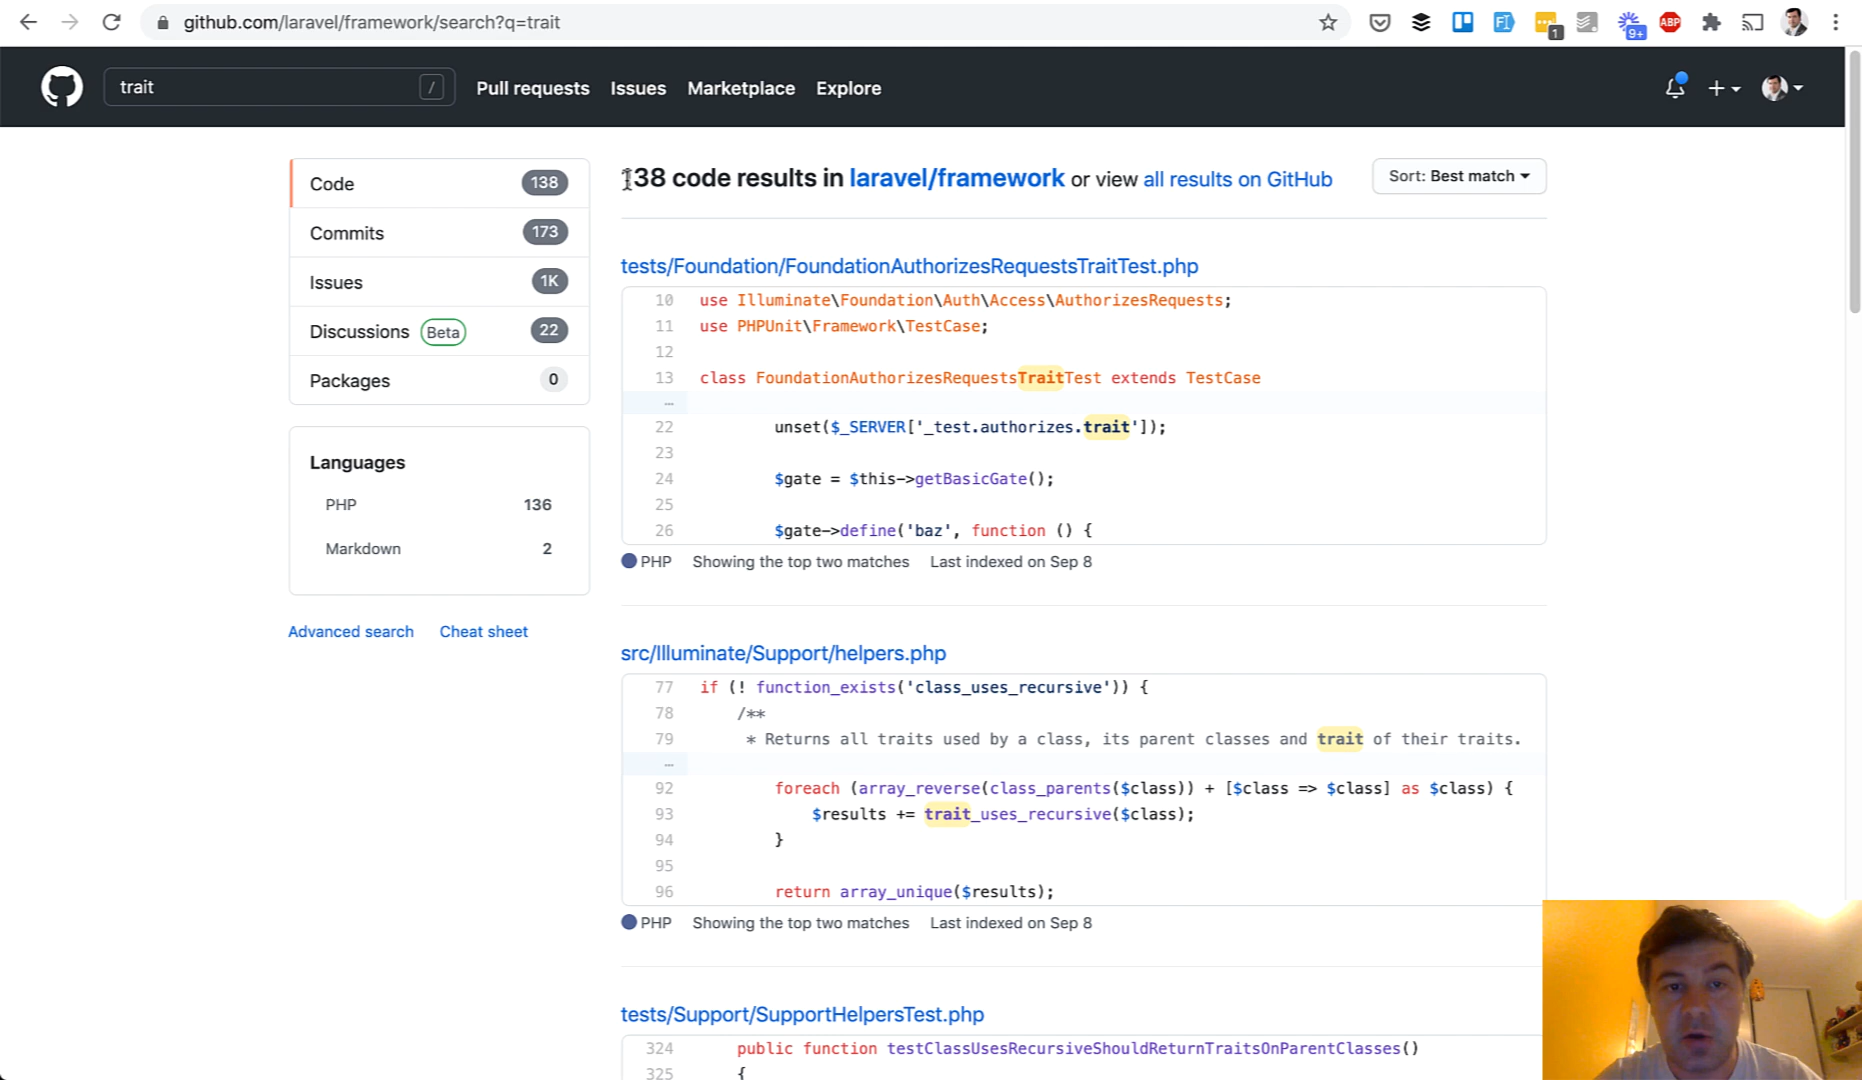 github.com/laravel/framework/search?q=trait
1
9+
ABP
trait
/
Pull requests Issues Marketplace Explore
Code 138
Commits 173
Issues 1K
Discussions Beta 22
Packages 0
Languages
PHP 136
Markdown 2
Advanced search Cheat sheet
138 code results in laravel/framework or view all results on GitHub
Sort: Best match
tests/Foundation/FoundationAuthorizesRequestsTraitTest.php
10 use Illuminate\Foundation\Auth\Access\AuthorizesRequests;
11 use PHPUnit\Framework\TestCase;
12
13 class FoundationAuthorizesRequestsTraitTest extends TestCase
…
22 unset($_SERVER['_test.authorizes.trait']);
23
24 $gate = $this->getBasicGate();
25
26 $gate->define('baz', function () {
PHP Showing the top two matches Last indexed on Sep 8
src/Illuminate/Support/helpers.php
77 if (! function_exists('class_uses_recursive')) {
78 /**
79 * Returns all traits used by a class, its parent classes and trait of their traits.
…
92 foreach (array_reverse(class_parents($class)) + [$class => $class] as $class) {
93 $results += trait_uses_recursive($class);
94 }
95
96 return array_unique($results);
PHP Showing the top two matches Last indexed on Sep 8
tests/Support/SupportHelpersTest.php
324 public function testClassUsesRecursiveShouldReturnTraitsOnParentClasses()
325 {